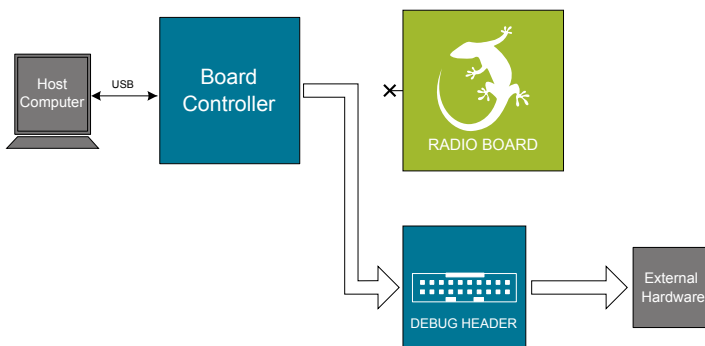 Host
Computer
USB
Board
Controller
RADIO BOARD
DEBUG HEADER
External
Hardware